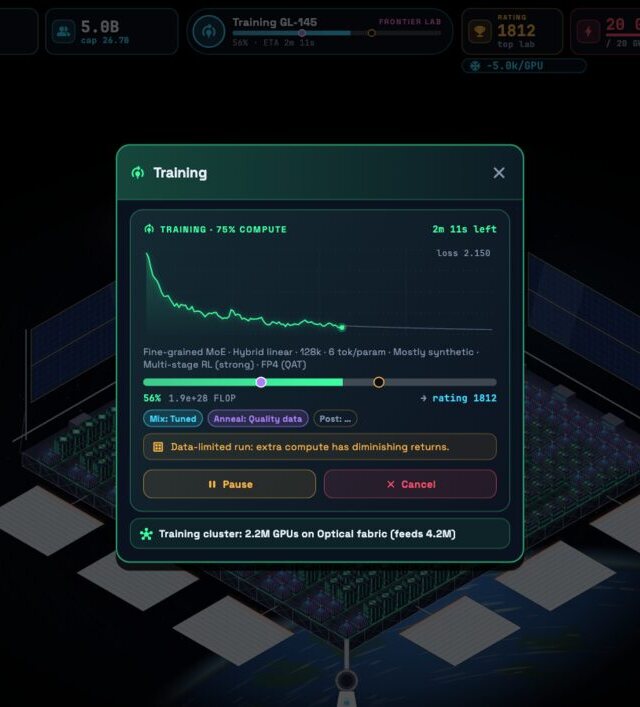 5.0B
cap 26.7B
Training GL-145
FRONTIER LAB
56% · ETA 2m 11s
RATING
1812
top lab
-5.0k/GPU
Training
TRAINING · 75% COMPUTE
2m 11s left
loss 2.150
Fine-grained MoE · Hybrid linear · 128k · 6 tok/param · Mostly synthetic ·
Multi-stage RL (strong) · FP4 (QAT)
56% 1.9e+28 FLOP
→ rating 1812
Mix: Tuned
Anneal: Quality data
Post: …
Data-limited run: extra compute has diminishing returns.
Pause
Cancel
Training cluster: 2.2M GPUs on Optical fabric (feeds 4.2M)